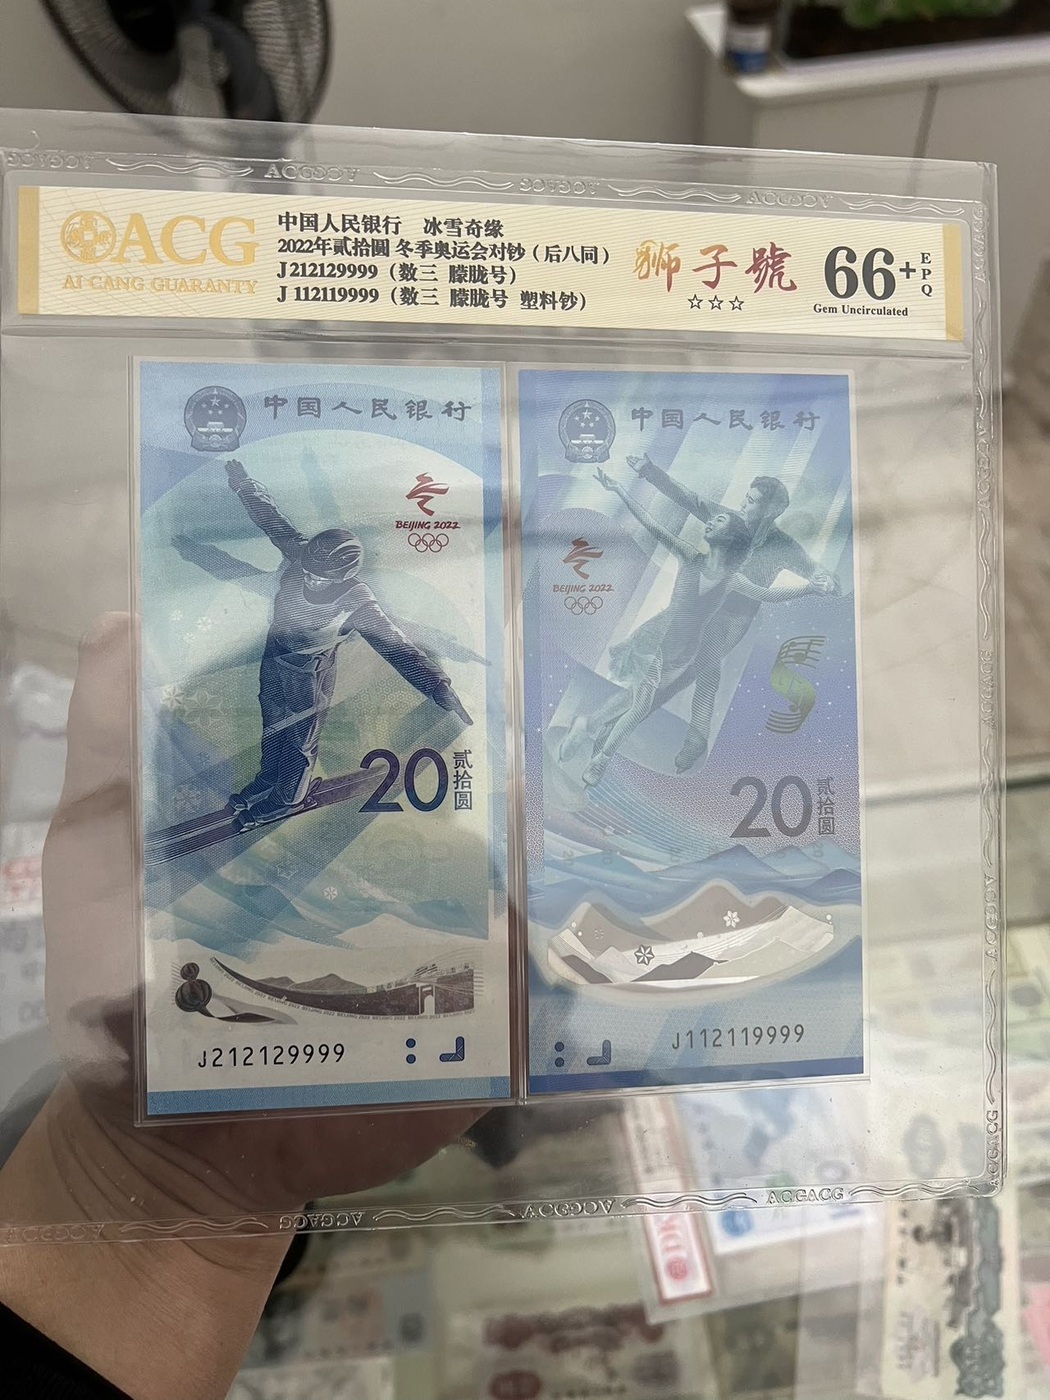 ACGGACG
ACG
AI CANG GUARANTY
中国人民银行 冰雪奇缘
2022年贰拾圆 冬季奥运会对钞（后八同）
J212129999（数三 朦胧号）
J 112119999（数三 朦胧号 塑料钞）
狮子號
☆☆☆
66+
EPQ
Gem Uncirculated
中国人民银行
BEIJING 2022
20
贰拾圆
J212129999
中国人民银行
BEIJING 2022
20
贰拾圆
J112119999
ACGACG